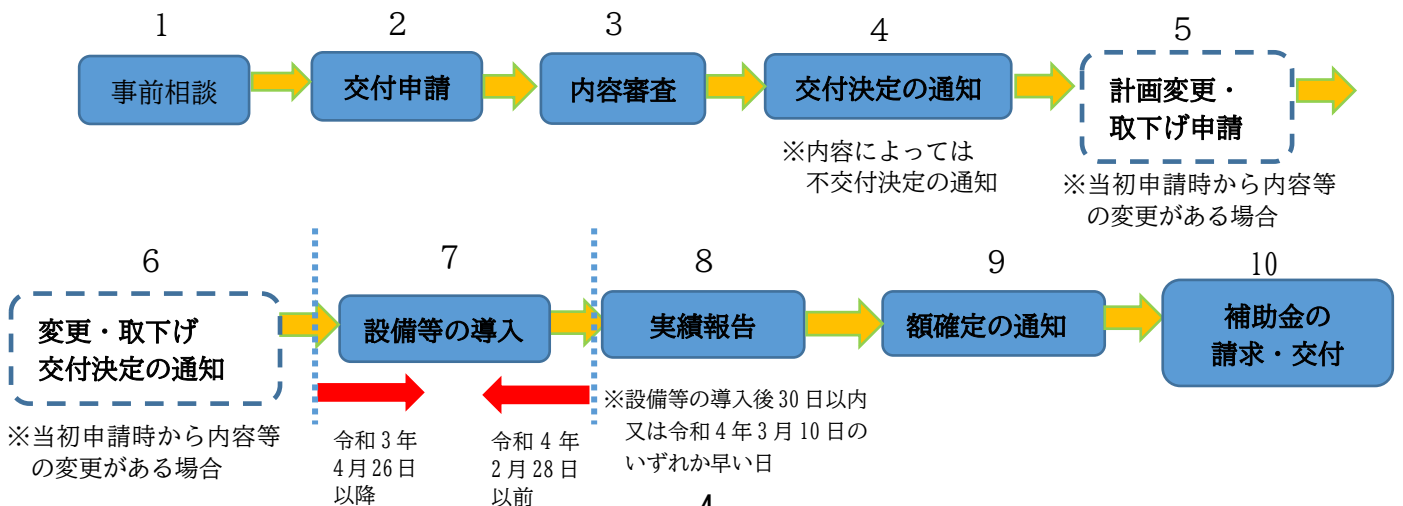 1
事前相談
2
交付申請
3
内容審査
4
交付決定の通知
※内容によっては
不交付決定の通知
5
計画変更・
取下げ申請
※当初申請時から内容等
の変更がある場合
6
変更・取下げ
交付決定の通知
※当初申請時から内容等
の変更がある場合
7
設備等の導入
令和3年
4月26日
以降
令和4年
2月28日
以前
8
実績報告
※設備等の導入後30日以内
又は令和4年3月10日の
いずれか早い日
9
額確定の通知
10
補助金の
請求・交付